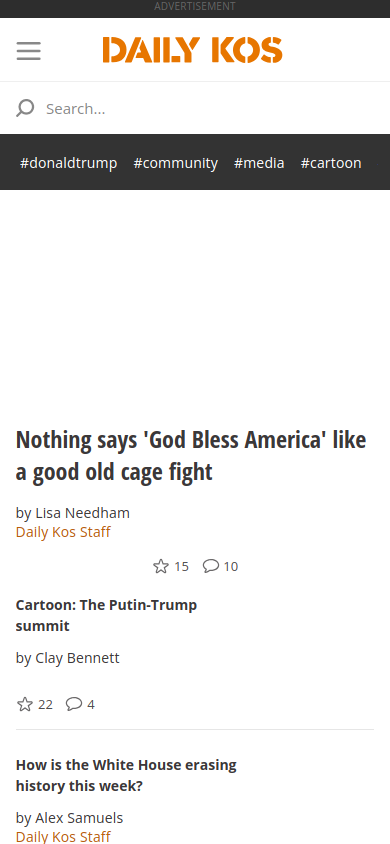 ADVERTISEMENT
DAILY KOS
Search...
#donaldtrump #community #media #cartoon
Nothing says 'God Bless America' like
a good old cage fight
by Lisa Needham
Daily Kos Staff
15 10
Cartoon: The Putin-Trump
summit
by Clay Bennett
22 4
How is the White House erasing
history this week?
by Alex Samuels
Daily Kos Staff